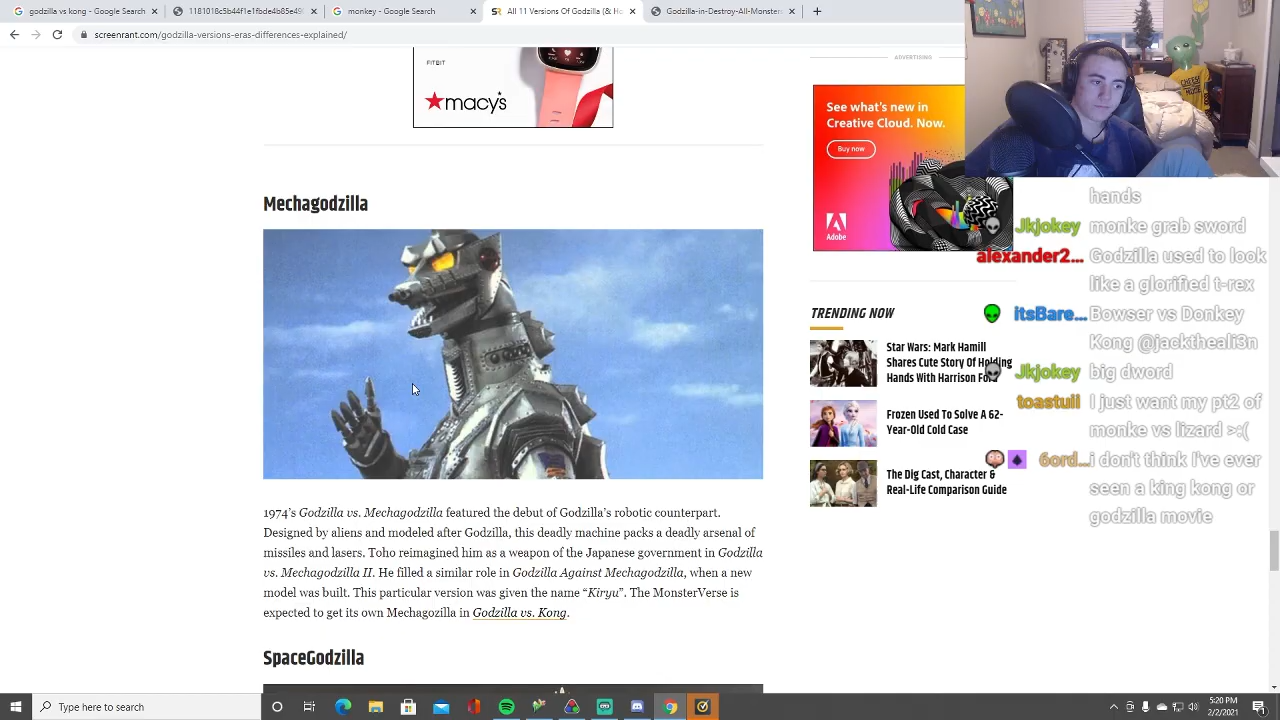 godzilla vs kong - Google Search
1181018c5b44f1e1fede4b85e49
monkey - Google Search
All 11 Versions Of Godzilla (& H
Godzilla-Destroy-All-Monsters
screenrant.com/godzilla-versions-eras-differences-explained/
FITBIT
macy's
ADVERTISING
See what's new in
Creative Cloud. Now.
Buy now
Adobe
Mechagodzilla
1974's Godzilla vs. Mechagodzilla featured the debut of Godzilla's robotic counterpart.
Designed by aliens and modeled after Godzilla, this deadly machine packs a deadly arsenal of
missiles and lasers. Toho reimagined him as a weapon of the Japanese government in Godzilla
vs. Mechagodzilla II. He filled a similar role in Godzilla Against Mechagodzilla, when a new
model was built. This particular version was given the name “Kiryu”. The MonsterVerse is
expected to get its own Mechagozilla in Godzilla vs. Kong.
SpaceGodzilla
TRENDING NOW
Star Wars: Mark Hamill
Shares Cute Story Of Holding
Hands With Harrison Ford
Frozen Used To Solve A 62-
Year-Old Cold Case
The Dig Cast, Character &
Real-Life Comparison Guide
hands
Jkjokey monke grab sword
alexander2... Godzilla used to look
like a glorified t-rex
itsBare... Bowser vs Donkey
Kong @jacktheali3n
Jkjokey big dword
toastuii I just want my pt2 of
monke vs lizard >:(
6ord... i don't think I've ever
seen a king kong or
godzilla movie
Type here to search
5:20 PM
2/2/2021